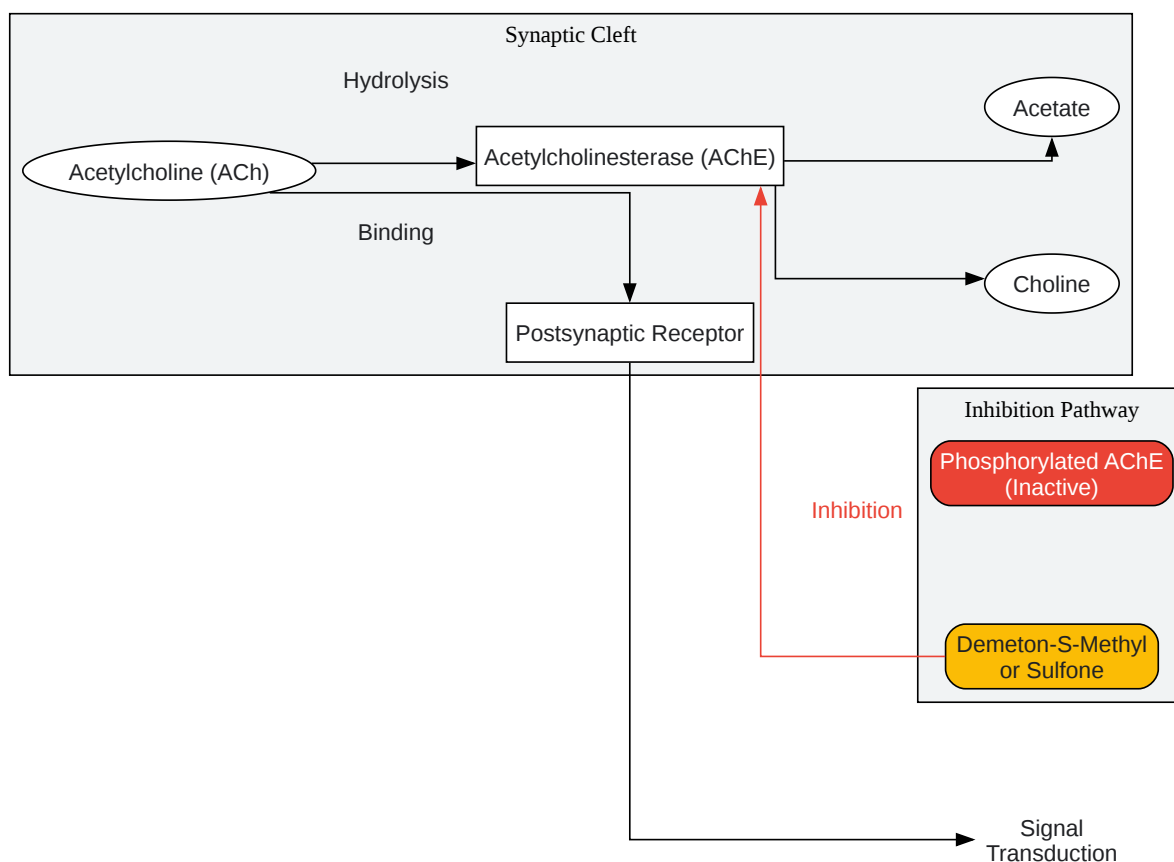 Synaptic Cleft
Hydrolysis
Acetate
Acetylcholine (ACh)
Acetylcholinesterase (AChE)
Binding
Choline
Postsynaptic Receptor
Inhibition Pathway
Phosphorylated AChE
(Inactive)
Inhibition
Demeton-S-Methyl
or Sulfone
Signal
Transduction